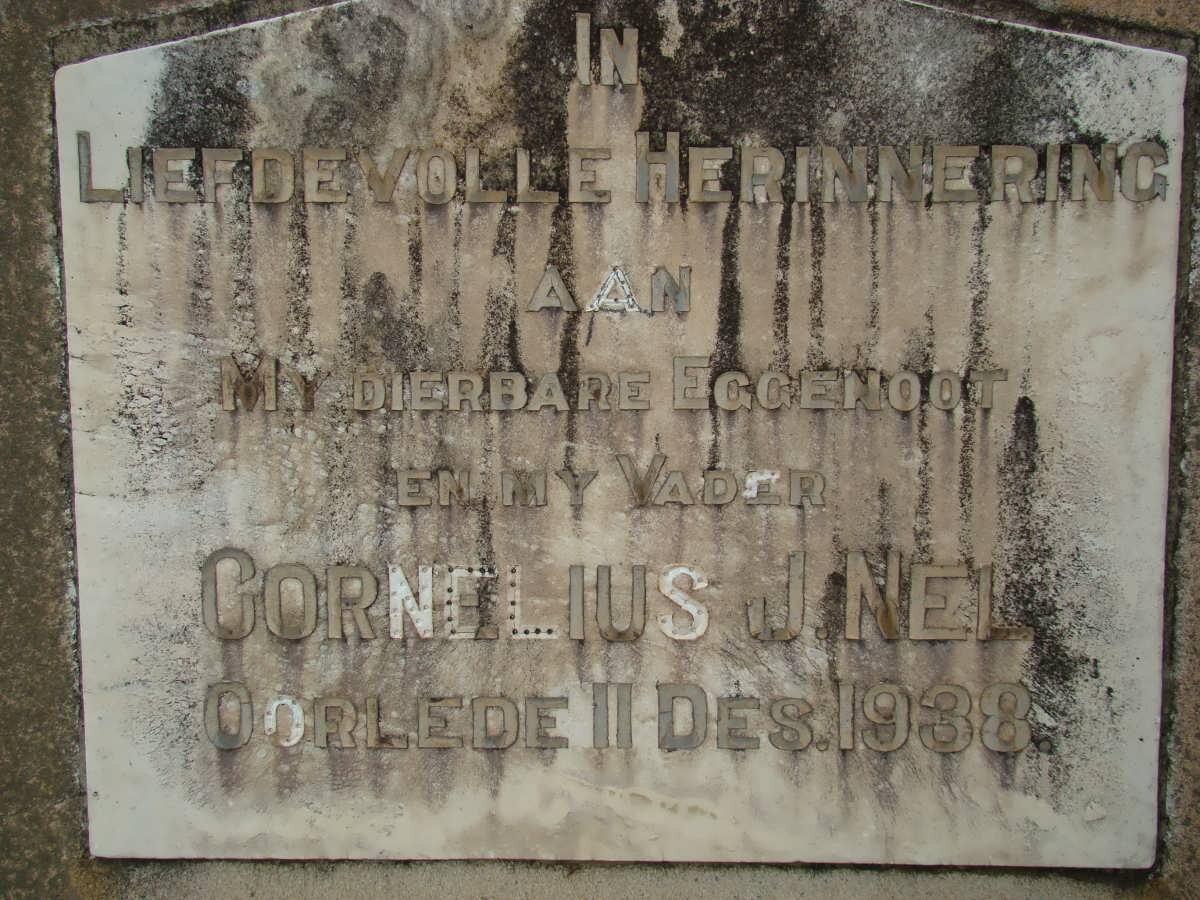 IN
LIEFDEVOLLE HERINNERING
AAN
MY DIERBARE EGGENOOT
EN MY VADER
CORNELIUS J. NEL
OORLEDE 11 DES. 1938.